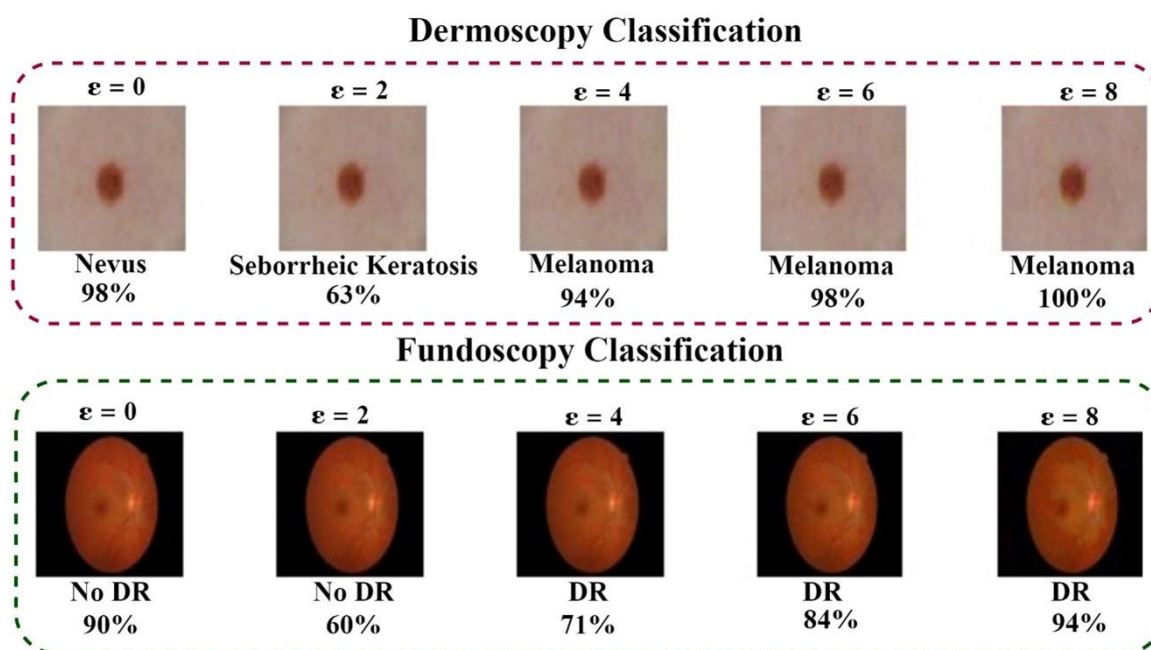 Dermoscopy Classification
ε = 0 ε = 2 ε = 4 ε = 6 ε = 8
Nevus Seborrheic Keratosis Melanoma Melanoma Melanoma
98% 63% 94% 98% 100%
Fundoscopy Classification
ε = 0 ε = 2 ε = 4 ε = 6 ε = 8
No DR No DR DR DR DR
90% 60% 71% 84% 94%